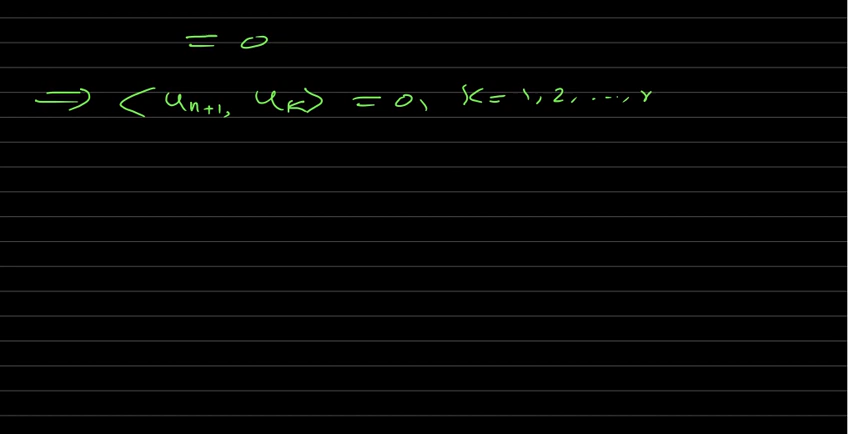 = 0
⟹ <u_{n+1}, u_k> = 0, k = 1, 2, ...,